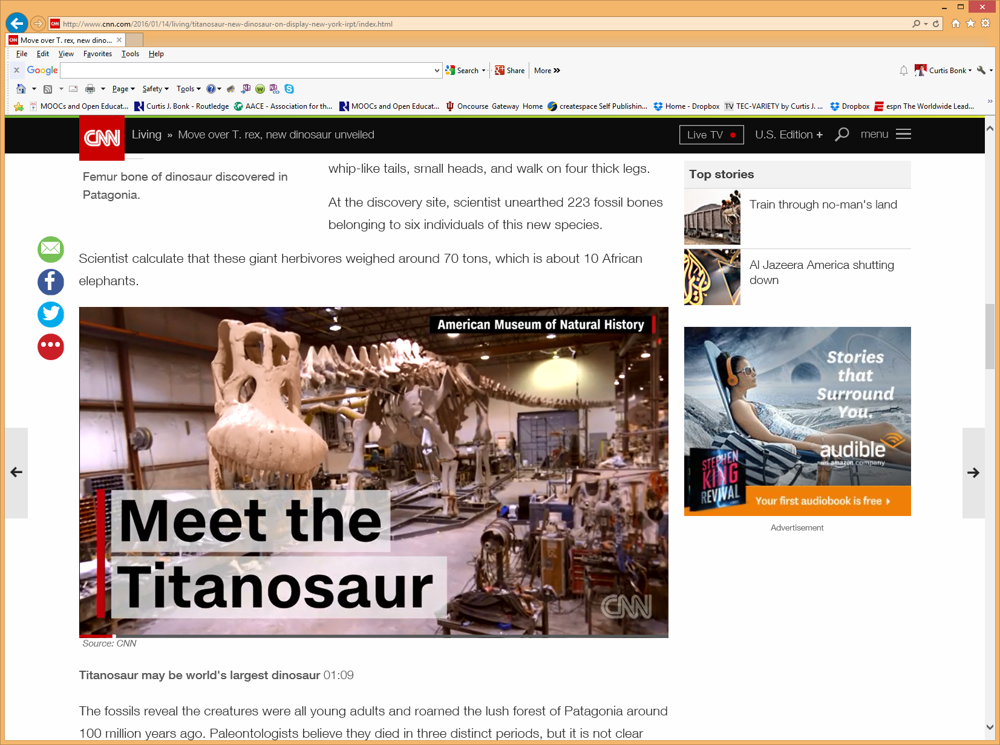 http://www.cnn.com/2016/01/14/living/titanosaur-new-dinosaur-on-display-new-york-irpt/index.html
CNN Move over T. rex, new dino...
File Edit View Favorites Tools Help
x Google Search Share More » Curtis Bonk
Page Safety Tools
MOOCs and Open Educat... Curtis J. Bonk - Routledge AACE - Association for th... MOOCs and Open Educat... Oncourse Gateway Home createspace Self Publishin... Home - Dropbox T-V TEC-VARIETY by Curtis J. ... Dropbox espn The Worldwide Lead... »
CNN Living » Move over T. rex, new dinosaur unveiled Live TV U.S. Edition + menu
Femur bone of dinosaur discovered in
Patagonia.
whip-like tails, small heads, and walk on four thick legs.
At the discovery site, scientist unearthed 223 fossil bones
belonging to six individuals of this new species.
Scientist calculate that these giant herbivores weighed around 70 tons, which is about 10 African
elephants.
American Museum of Natural History
Meet the
Titanosaur
CNN
Source: CNN
Titanosaur may be world's largest dinosaur 01:09
The fossils reveal the creatures were all young adults and roamed the lush forest of Patagonia around
100 million years ago. Paleontologists believe they died in three distinct periods, but it is not clear
Top stories
Train through no-man's land
Al Jazeera America shutting
down
Stories
that
Surround
You.
audible
an amazon company
STEPHEN
KING
REVIVAL
Your first audiobook is free
Advertisement